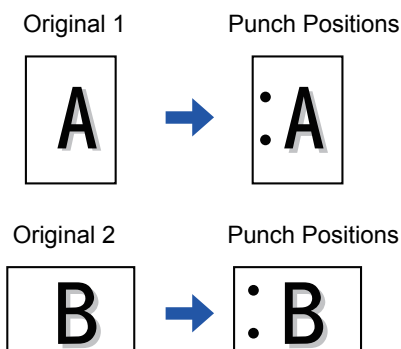 Original 1 Punch Positions
A A
Original 2 Punch Positions
B B